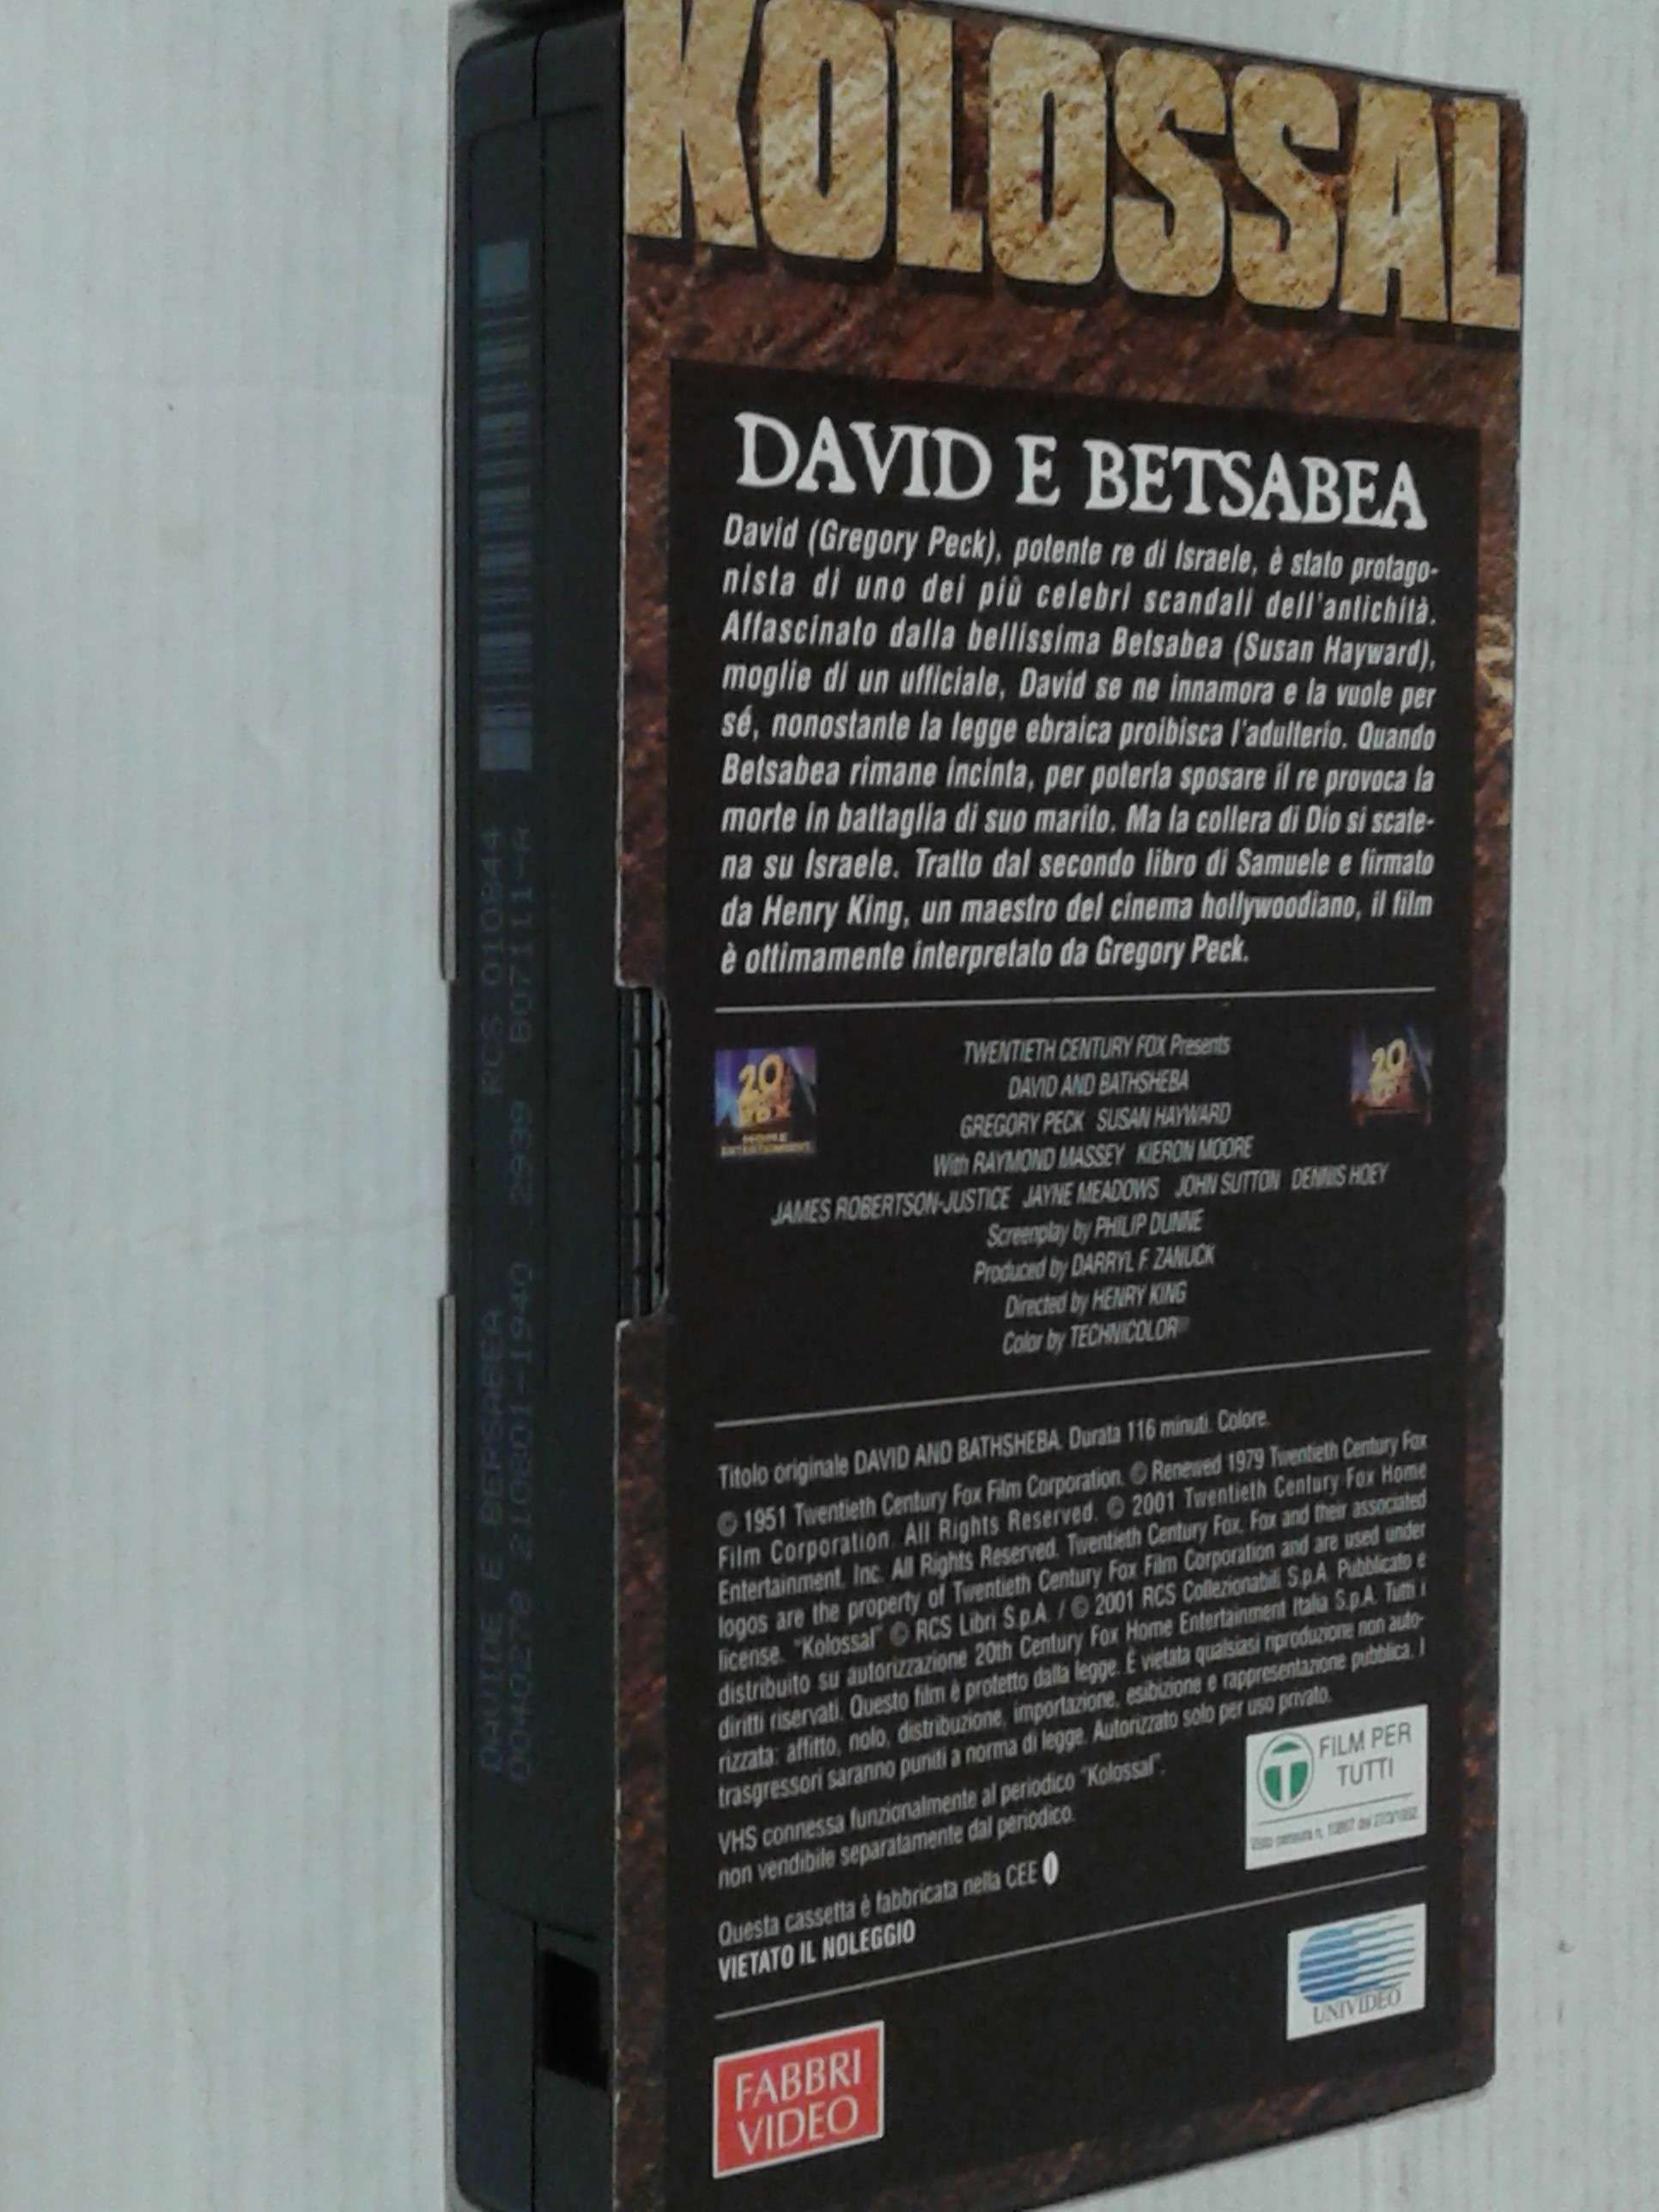 KOLOSSAL
DAVID E BETSABEA
David (Gregory Peck), potente re di Israele, è stato protago-
nista di uno dei più celebri scandali dell'antichità.
Affascinato dalla bellissima Betsabea (Susan Hayward),
moglie di un ufficiale, David se ne innamora e la vuole per
sé, nonostante la legge ebraica proibisca l'adulterio. Quando
Betsabea rimane incinta, per poterla sposare il re provoca la
morte in battaglia di suo marito. Ma la collera di Dio si scate-
na su Israele. Tratto dal secondo libro di Samuele e firmato
da Henry King, un maestro del cinema hollywoodiano, il film
è ottimamente interpretato da Gregory Peck.
20
FOX
HOME
ENTERTAINMENT
20
TWENTIETH CENTURY FOX Presents
DAVID AND BATHSHEBA
GREGORY PECK SUSAN HAYWARD
With RAYMOND MASSEY KIERON MOORE
JAMES ROBERTSON-JUSTICE JAYNE MEADOWS JOHN SUTTON DENNIS HOEY
Screenplay by PHILIP DUNNE
Produced by DARRYL F. ZANUCK
Directed by HENRY KING
Color by TECHNICOLOR
Titolo originale DAVID AND BATHSHEBA. Durata 116 minuti. Colore.
© 1951 Twentieth Century Fox Film Corporation. © Renewed 1979 Twentieth Century Fox
Film Corporation. All Rights Reserved. © 2001 Twentieth Century Fox Home
Entertainment, Inc. All Rights Reserved. Twentieth Century Fox, Fox and their associated
logos are the property of Twentieth Century Fox Film Corporation and are used under
license. "Kolossal" © RCS Libri S.p.A. / © 2001 RCS Collezionabili S.p.A. Pubblicato e
distribuito su autorizzazione 20th Century Fox Home Entertainment Italia S.p.A. Tutti i
diritti riservati. Questo film è protetto dalla legge. È vietata qualsiasi riproduzione non auto-
rizzata: affitto, nolo, distribuzione, importazione, esibizione e rappresentazione pubblica. I
trasgressori saranno puniti a norma di legge. Autorizzato solo per uso privato.
VHS connessa funzionalmente al periodico "Kolossal".
non vendibile separatamente dal periodico.
Questa cassetta è fabbricata nella CEE
VIETATO IL NOLEGGIO
T FILM PER
TUTTI
UNIVIDEO
FABBRI
VIDEO
DAVIDE E BERSABEA RCS 010844
0040270 210801-1940 2939 B07111-A